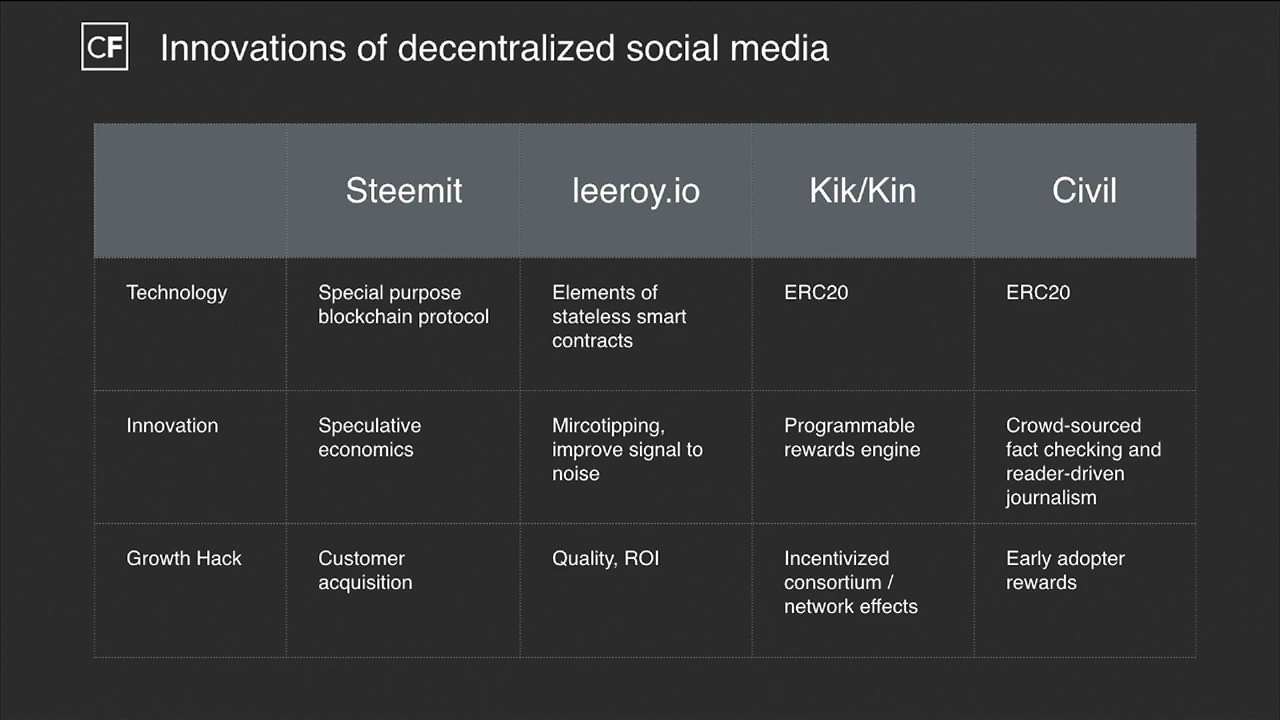 CF
Innovations of decentralized social media
Steemit
leeroy.io
Kik/Kin
Civil
Technology
Special purpose
blockchain protocol
Elements of
stateless smart
contracts
ERC20
ERC20
Innovation
Speculative
economics
Mircotipping,
improve signal to
noise
Programmable
rewards engine
Crowd-sourced
fact checking and
reader-driven
journalism
Growth Hack
Customer
acquisition
Quality, ROI
Incentivized
consortium /
network effects
Early adopter
rewards